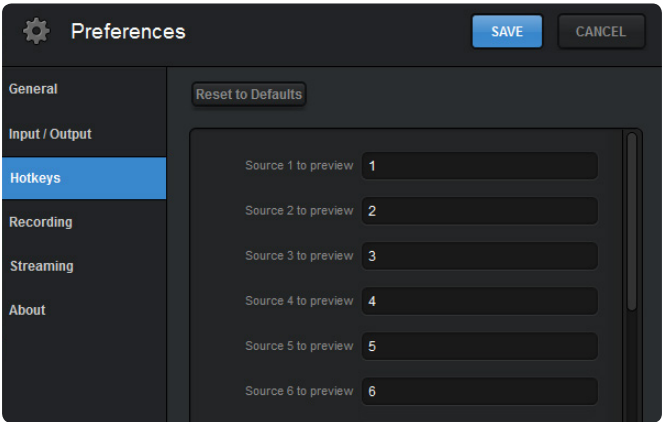 Preferences
SAVE
CANCEL
General
Input / Output
Hotkeys
Recording
Streaming
About
Reset to Defaults
Source 1 to preview 1
Source 2 to preview 2
Source 3 to preview 3
Source 4 to preview 4
Source 5 to preview 5
Source 6 to preview 6